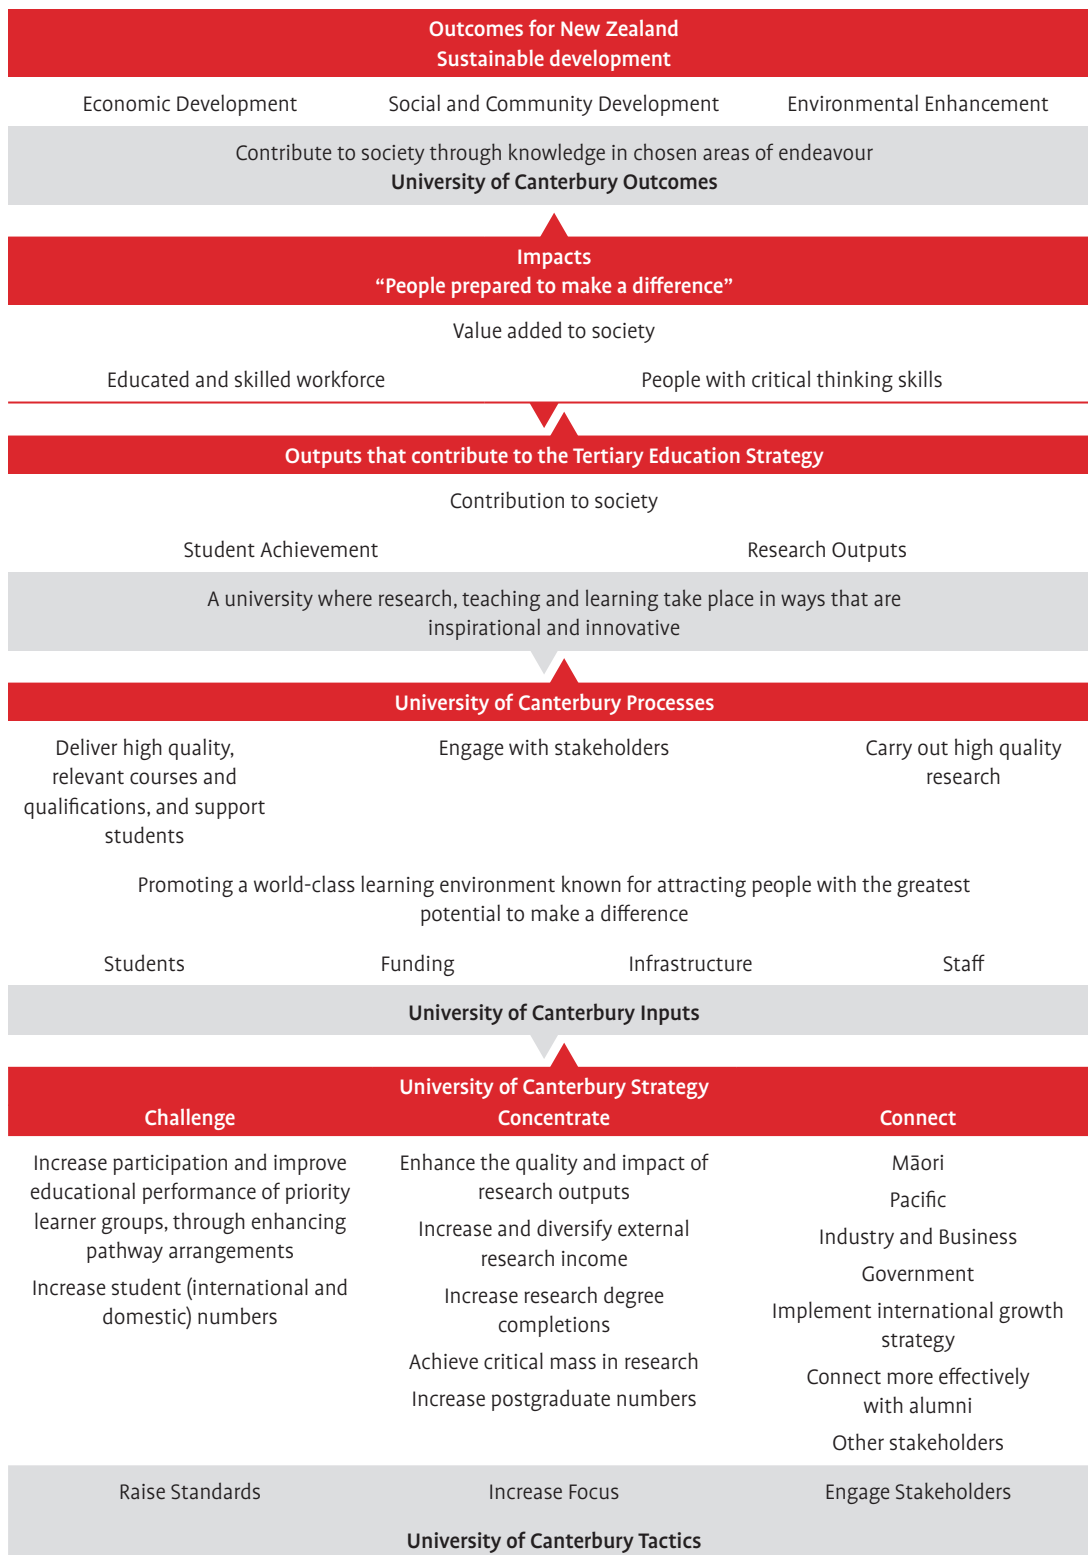 Outcomes for New Zealand
Sustainable development
Economic Development
Social and Community Development
Environmental Enhancement
Contribute to society through knowledge in chosen areas of endeavour
University of Canterbury Outcomes
Impacts
“People prepared to make a difference”
Value added to society
Educated and skilled workforce
People with critical thinking skills
Outputs that contribute to the Tertiary Education Strategy
Contribution to society
Student Achievement
Research Outputs
A university where research, teaching and learning take place in ways that are
inspirational and innovative
University of Canterbury Processes
Deliver high quality,
relevant courses and
qualifications, and support
students
Engage with stakeholders
Carry out high quality
research
Promoting a world-class learning environment known for attracting people with the greatest
potential to make a difference
Students
Funding
Infrastructure
Staff
University of Canterbury Inputs
University of Canterbury Strategy
Challenge
Concentrate
Connect
Increase participation and improve
educational performance of priority
learner groups, through enhancing
pathway arrangements
Increase student (international and
domestic) numbers
Enhance the quality and impact of
research outputs
Increase and diversify external
research income
Increase research degree
completions
Achieve critical mass in research
Increase postgraduate numbers
Māori
Pacific
Industry and Business
Government
Implement international growth
strategy
Connect more effectively
with alumni
Other stakeholders
Raise Standards
Increase Focus
Engage Stakeholders
University of Canterbury Tactics